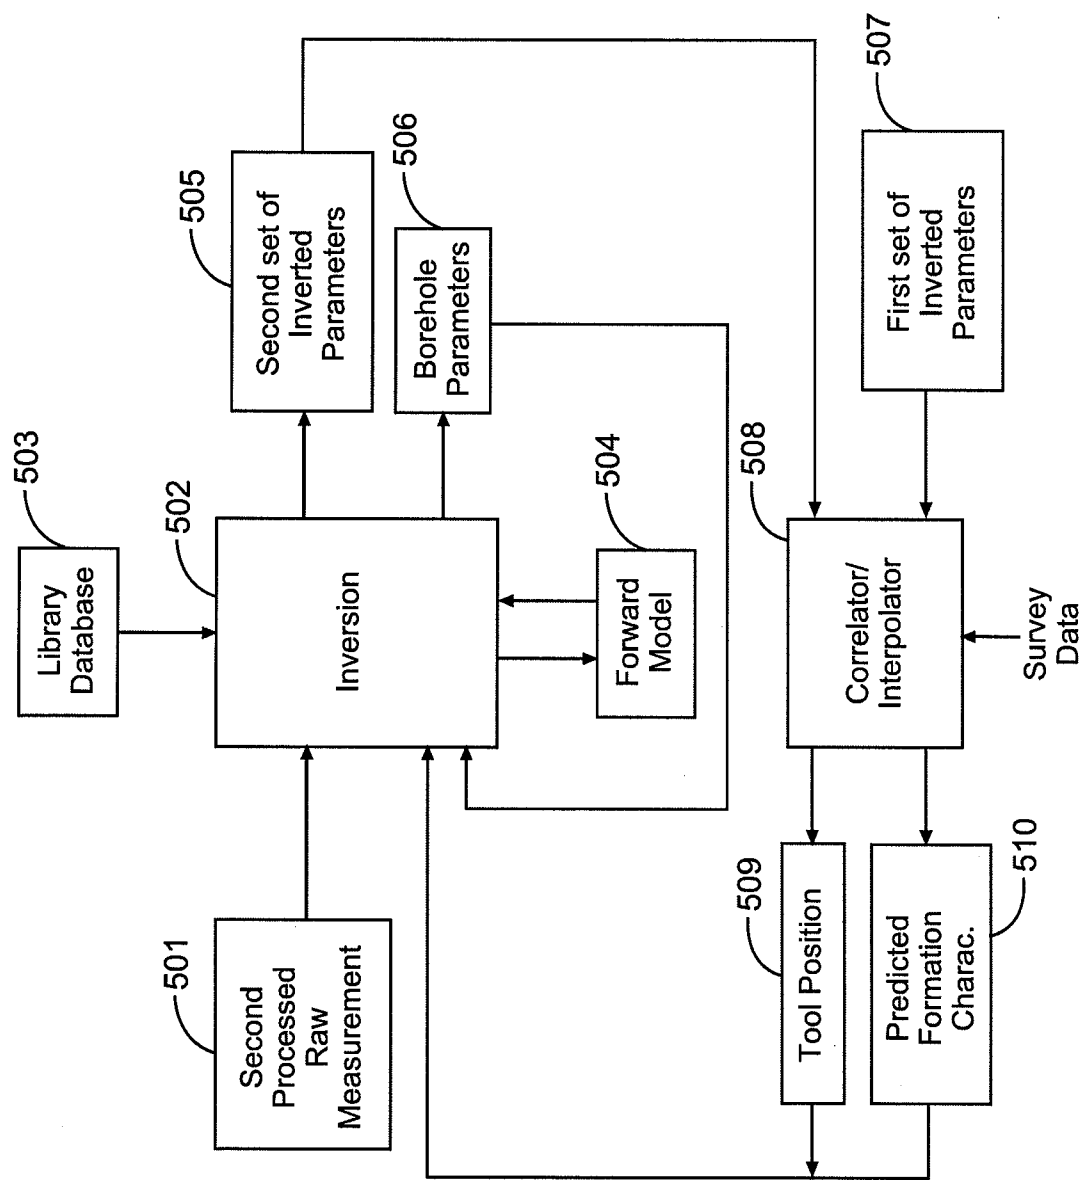 Library
Database
503
Second
Processed
Raw
Measurement
501
Inversion
502
Second set of
Inverted
Parameters
505
Borehole
Parameters
506
Forward
Model
504
Tool Position
509
Predicted
Formation
Charac.
510
Correlator/
Interpolator
508
First set of
Inverted
Parameters
507
Survey
Data